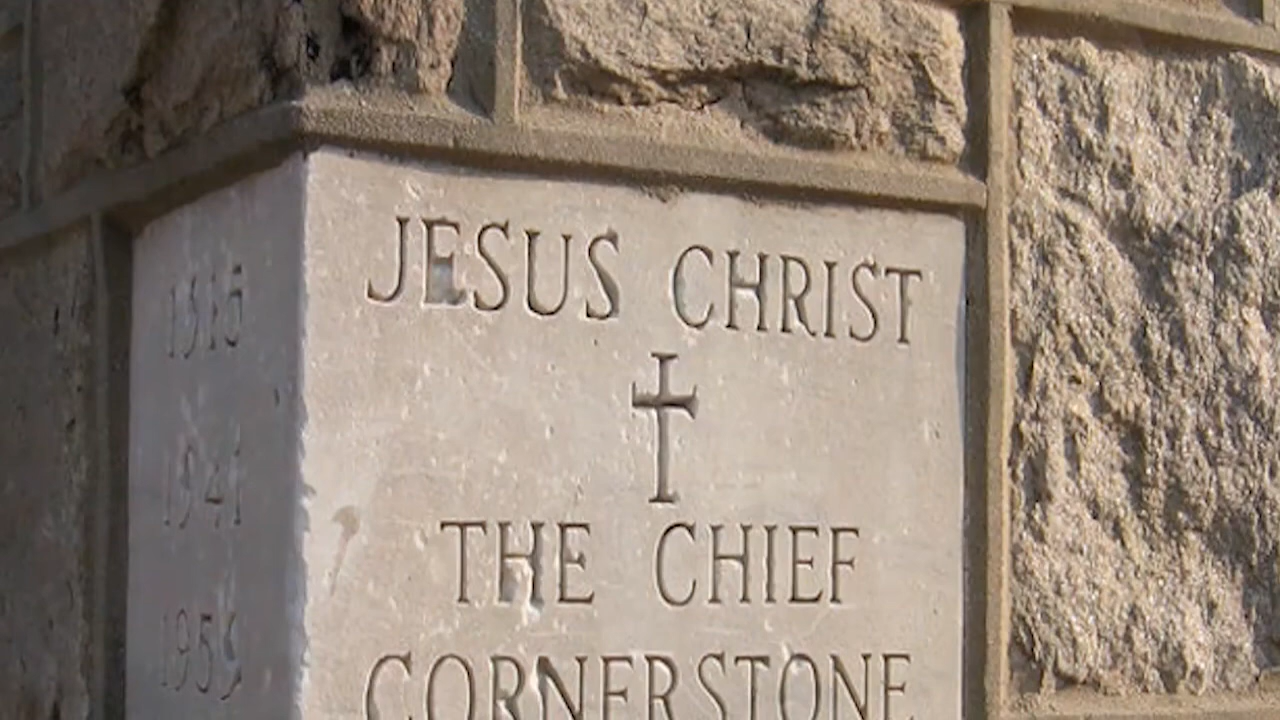 1941
1959
JESUS CHRIST
THE CHIEF
CORNERSTONE